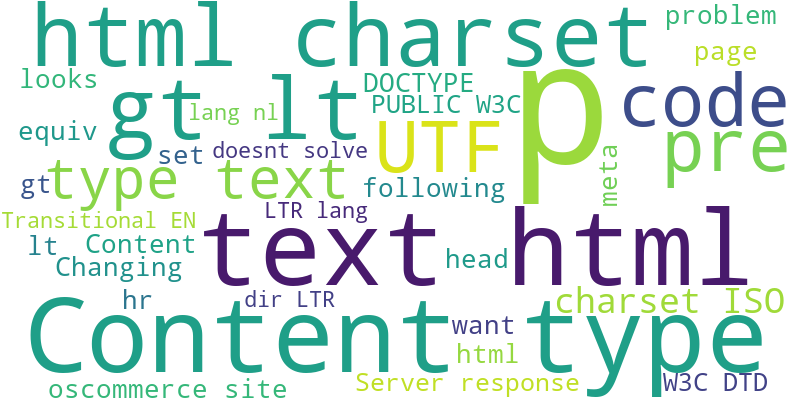 html charset problem
page
looks DOCTYPE p code
gt lt lang nl PUBLIC W3C
equiv set doesnt solve UTF pre
gt type text following meta
Transitional EN LTR lang text html
lt Content head
Changing
hr dir LTR charset ISO
Content type want
html
oscommerce site Server response W3C DTD